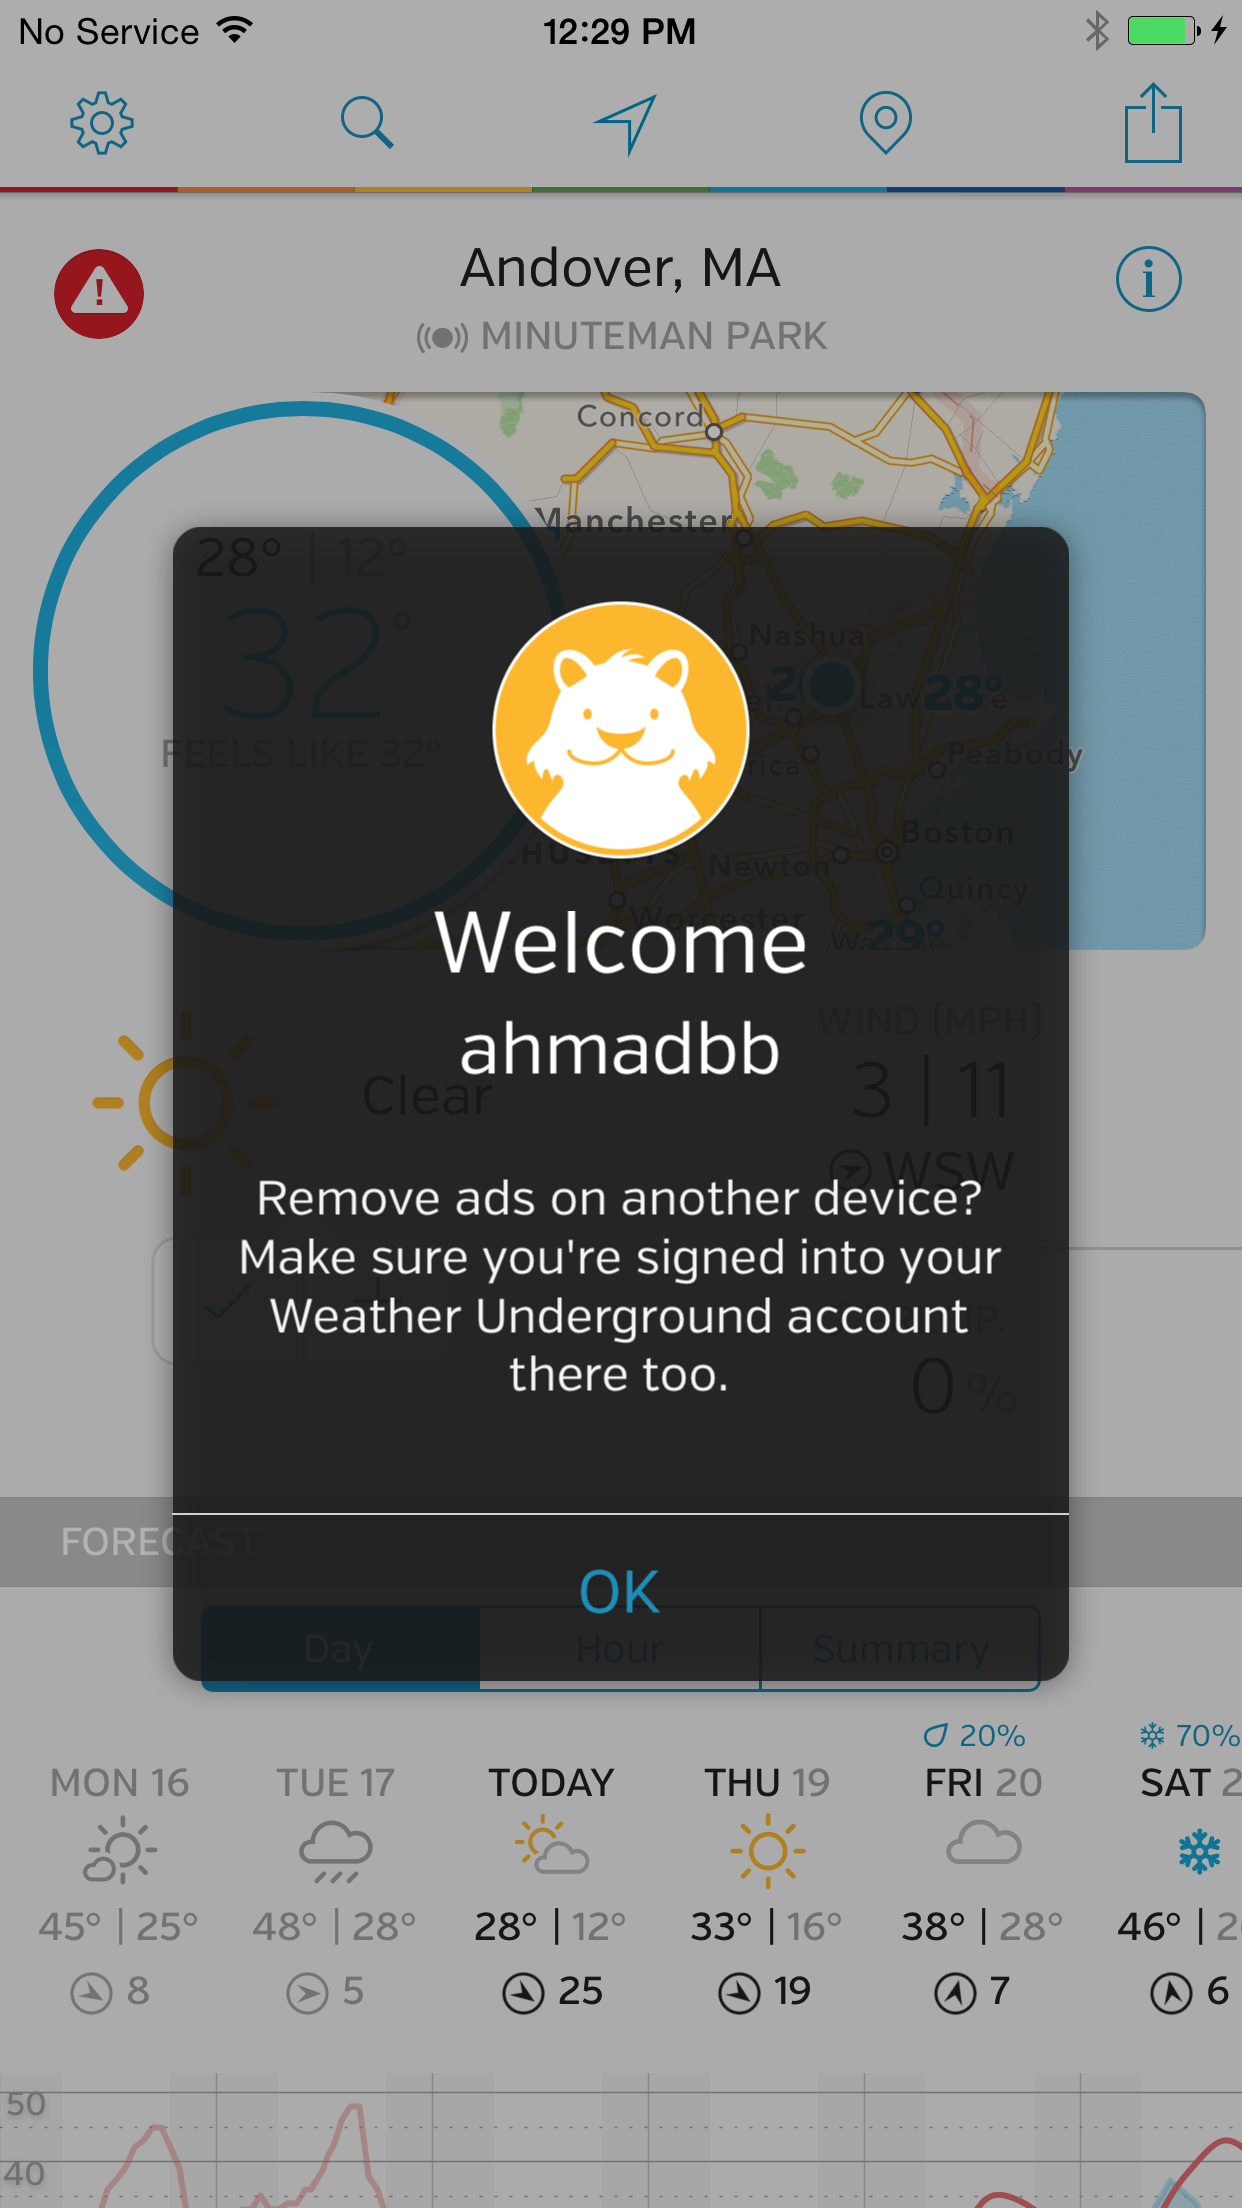 No Service 12:29 PM
Andover, MA
MINUTEMAN PARK
Concord
Manchester
28° | 12°
32°
FEELS LIKE 32°
Nashua
28°
Peabody
Boston
Newton
Quincy
Worcester
29°
Welcome
ahmadbb
WIND (MPH)
Clear
3 | 11
WSW
Remove ads on another device?
Make sure you're signed into your
Weather Underground account
there too.
0 %
FORECAST
OK
Day Hour Summary
20% 70%
MON 16 TUE 17 TODAY THU 19 FRI 20 SAT
45° | 25° 48° | 28° 28° | 12° 33° | 16° 38° | 28° 46° |
8 5 25 19 7 6
50
40